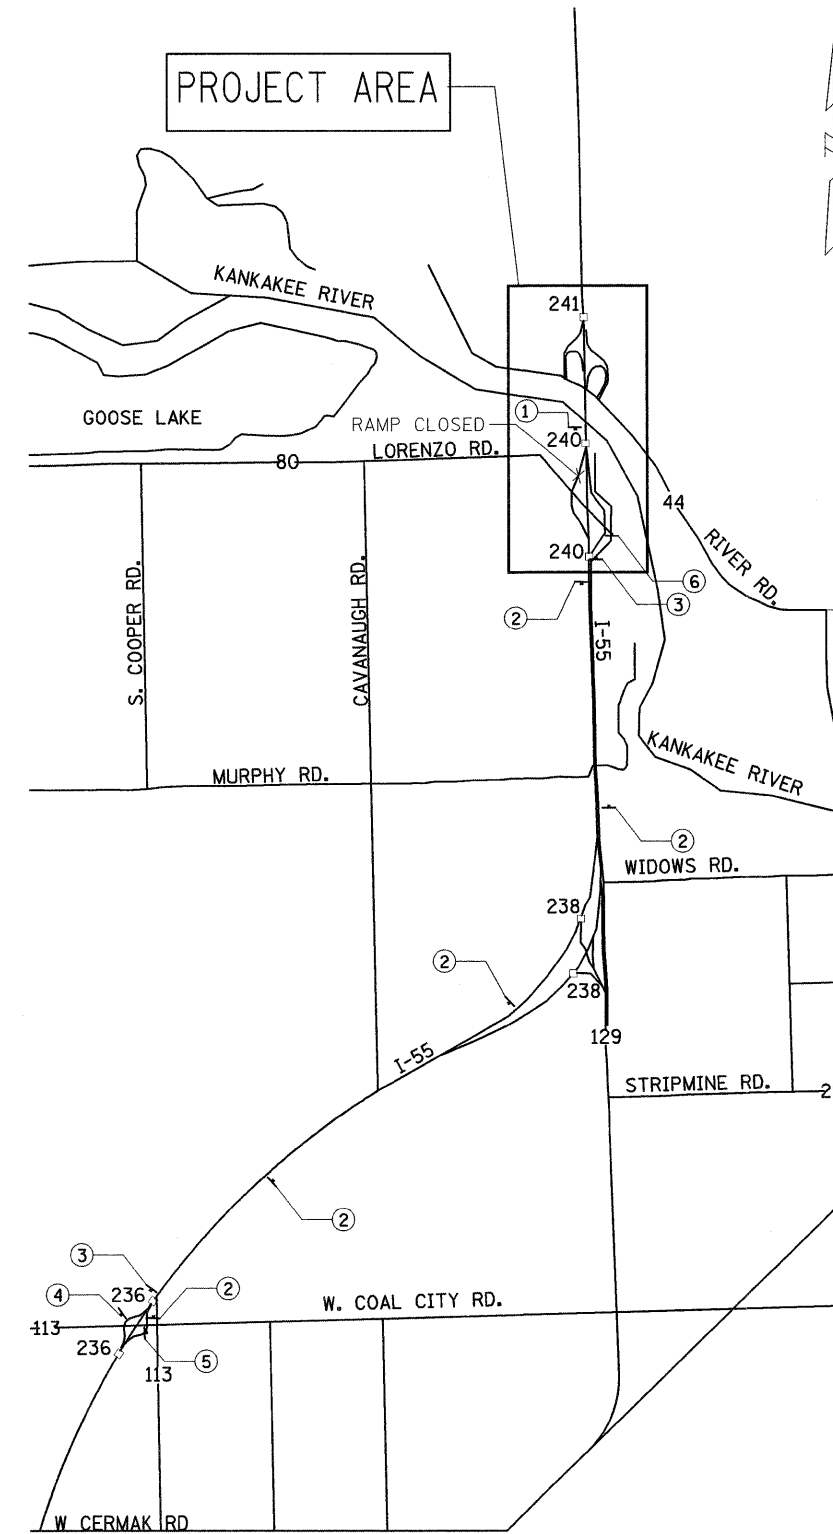 PROJECT AREA
KANKAKEE RIVER
241
GOOSE LAKE
1
RAMP CLOSED
240
LORENZO RD.
80
44
RIVER RD.
240
6
3
2
S. COOPER RD.
CAVANAUGH RD.
I-55
MURPHY RD.
KANKAKEE RIVER
2
WIDOWS RD.
238
2
238
129
I-55
STRIPMINE RD.
2
2
3
4
236
2
W. COAL CITY RD.
113
236
5
113
W CERMAK RD